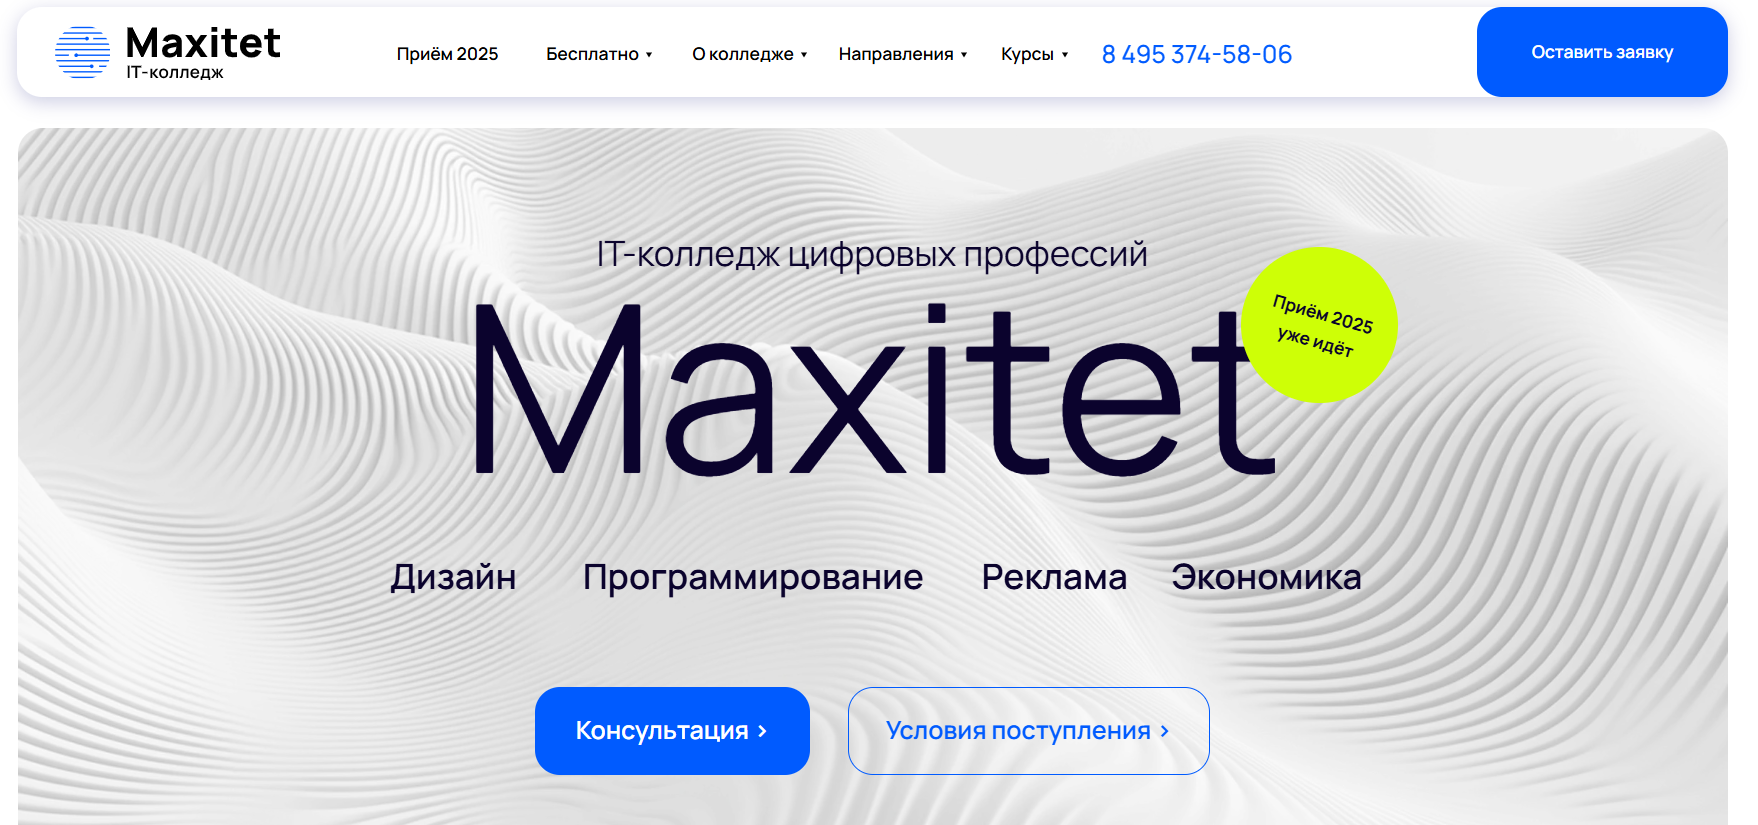 Maxitet
IT-колледж
Приём 2025
Бесплатно
О колледже
Направления
Курсы
8 495 374-58-06
Оставить заявку
IT-колледж цифровых профессий
Maxitet
Приём 2025
уже идёт
Дизайн
Программирование
Реклама
Экономика
Консультация >
Условия поступления >